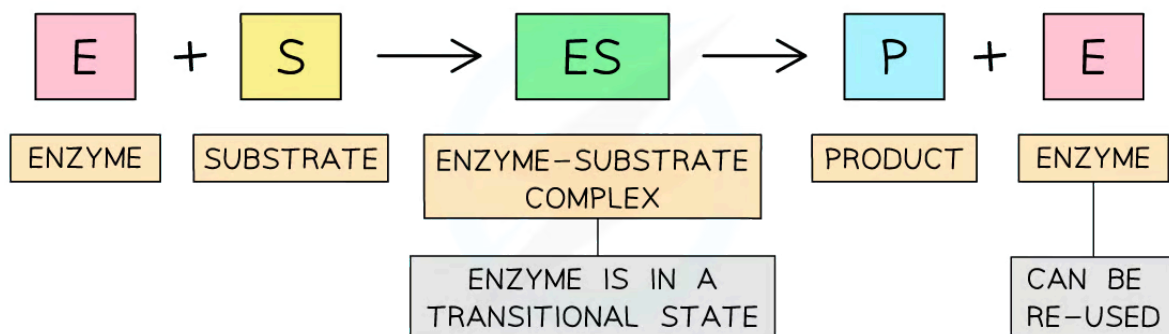 E + S → ES → P + E
ENZYME SUBSTRATE ENZYME-SUBSTRATE PRODUCT ENZYME
COMPLEX
ENZYME IS IN A CAN BE
TRANSITIONAL STATE RE-USED